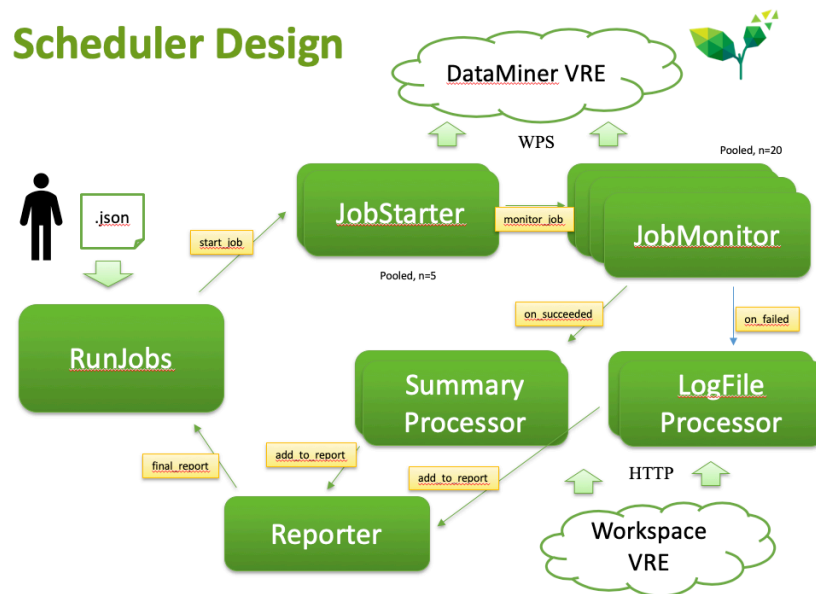 Scheduler Design
DataMiner VRE
WPS
Pooled, n=20
.json
JobStarter
monitor_job
JobMonitor
start_job
Pooled, n=5
on_succeeded
on_failed
RunJobs
Summary
Processor
LogFile
Processor
final_report
add_to_report
add_to_report
HTTP
Reporter
Workspace
VRE